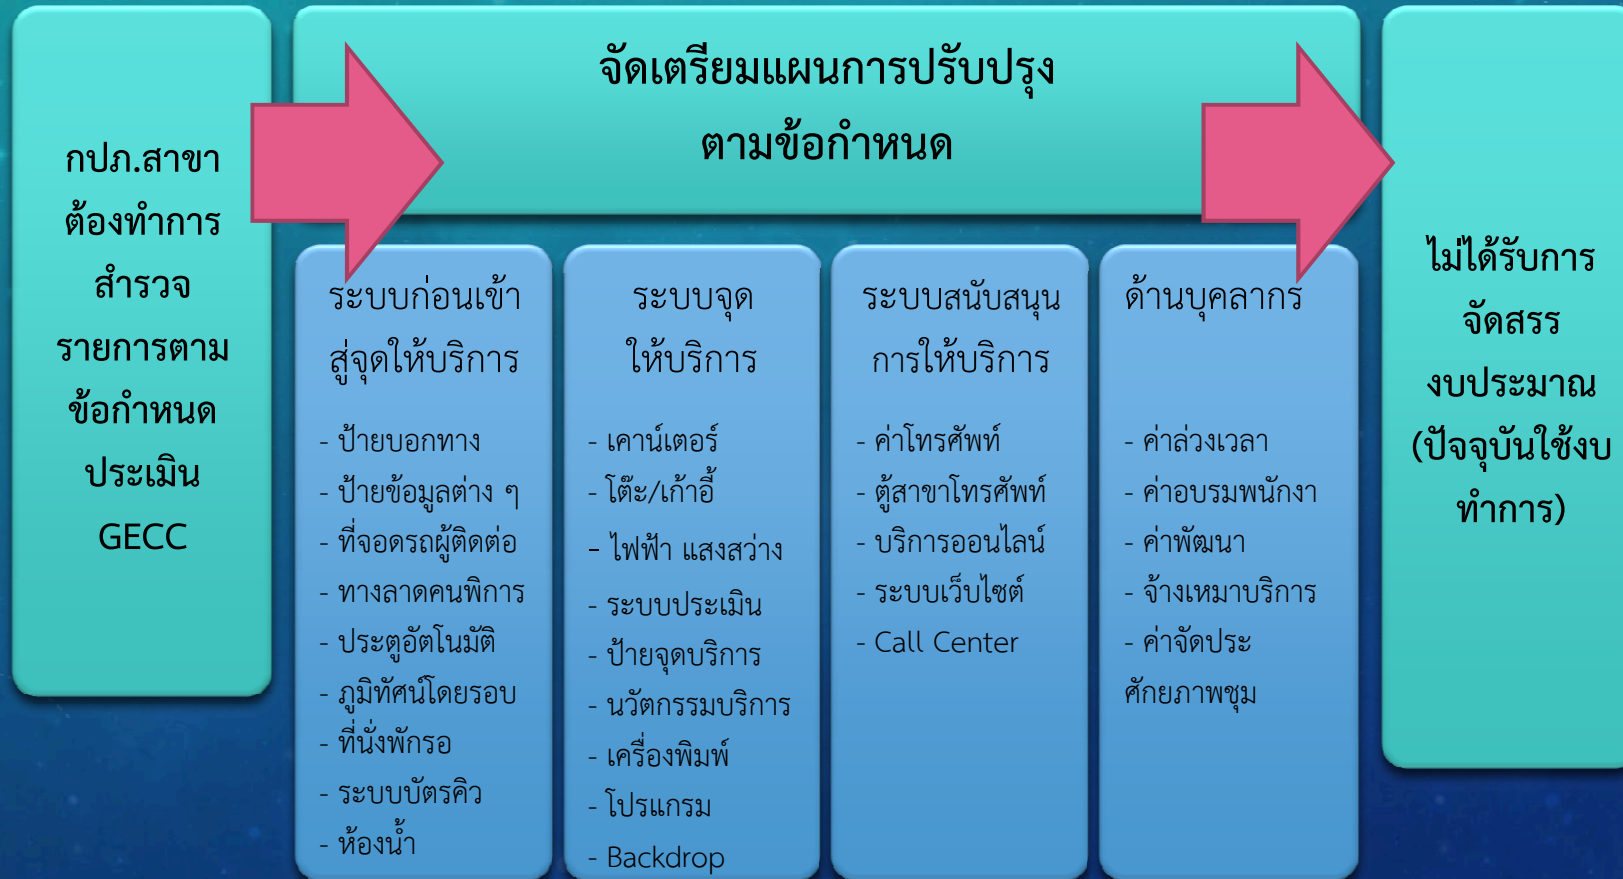 กปภ.สาขา
ต้องทำการ
สำรวจ
รายการตาม
ข้อกำหนด
ประเมิน
GECC
จัดเตรียมแผนการปรับปรุง
ตามข้อกำหนด
ระบบก่อนเข้า
สู่จุดให้บริการ
- ป้ายบอกทาง
- ป้ายข้อมูลต่าง ๆ
- ที่จอดรถผู้ติดต่อ
- ทางลาดคนพิการ
- ประตูอัตโนมัติ
- ภูมิทัศน์โดยรอบ
- ที่นั่งพักรอ
- ระบบบัตรคิว
- ห้องน้ำ
ระบบจุด
ให้บริการ
- เคาน์เตอร์
- โต๊ะ/เก้าอี้
- ไฟฟ้า แสงสว่าง
- ระบบประเมิน
- ป้ายจุดบริการ
- นวัตกรรมบริการ
- เครื่องพิมพ์
- โปรแกรม
- Backdrop
ระบบสนับสนุน
การให้บริการ
- ค่าโทรศัพท์
- ตู้สาขาโทรศัพท์
- บริการออนไลน์
- ระบบเว็บไซต์
- Call Center
ด้านบุคลากร
- ค่าล่วงเวลา
- ค่าอบรมพนักงา
- ค่าพัฒนา
- จ้างเหมาบริการ
- ค่าจัดประ
ศักยภาพชุม
ไม่ได้รับการ
จัดสรร
งบประมาณ
(ปัจจุบันใช้งบ
ทำการ)